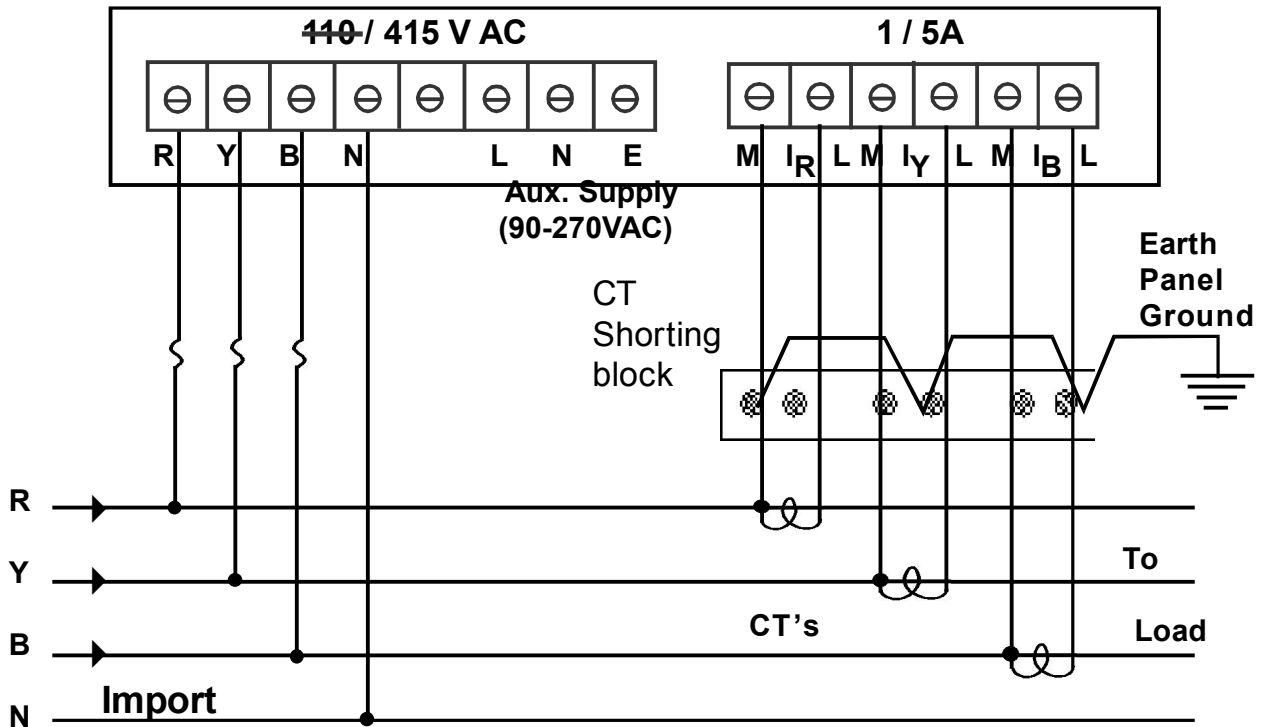 110 / 415 V AC
1 / 5A
R Y B N L N E
M IR L M IY L M IB L
Aux. Supply
(90-270VAC)
Earth
Panel
Ground
CT
Shorting
block
R
Y
To
CT's
B
Load
Import
N